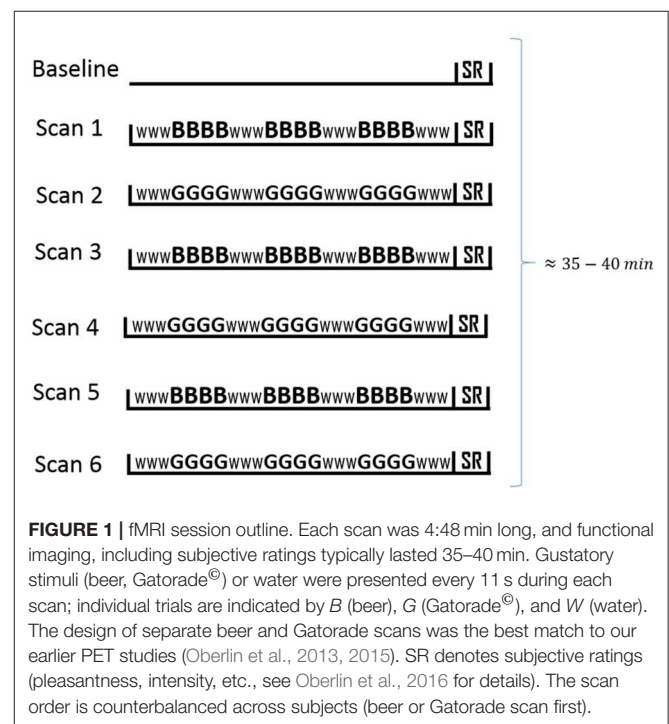 Baseline |SR|
Scan 1 |wwwBBBBwwwBBBBwwwBBBBwww|SR|
Scan 2 |wwwGGGGwwwGGGGwwwGGGGwww|SR|
Scan 3 |wwwBBBBwwwBBBBwwwBBBBwww|SR|
≈ 35 − 40 min
Scan 4 |wwwGGGGwwwGGGGwwwGGGGwww|SR|
Scan 5 |wwwBBBBwwwBBBBwwwBBBBwww|SR|
Scan 6 |wwwGGGGwwwGGGGwwwGGGGwww|SR|
FIGURE 1 | fMRI session outline. Each scan was 4:48 min long, and functional
imaging, including subjective ratings typically lasted 35–40 min. Gustatory
stimuli (beer, Gatorade©) or water were presented every 11 s during each
scan; individual trials are indicated by B (beer), G (Gatorade©), and W (water).
The design of separate beer and Gatorade scans was the best match to our
earlier PET studies (Oberlin et al., 2013, 2015). SR denotes subjective ratings
(pleasantness, intensity, etc., see Oberlin et al., 2016 for details). The scan
order is counterbalanced across subjects (beer or Gatorade scan first).